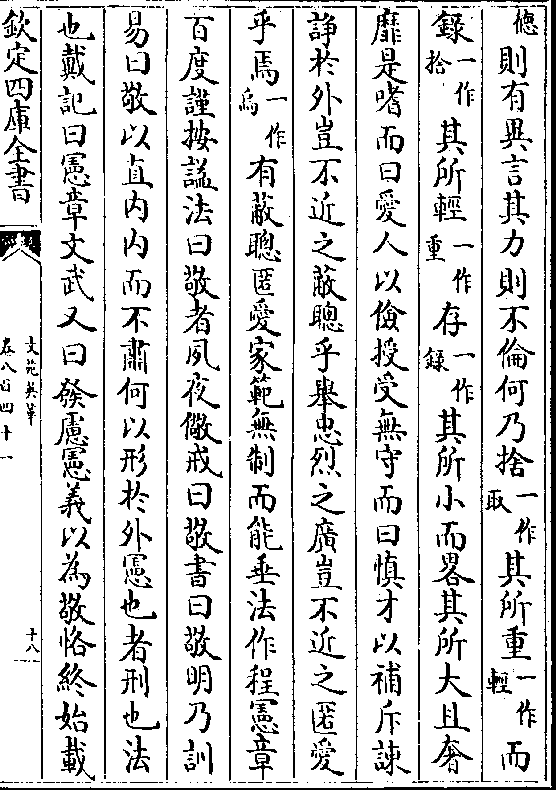 德則有異言其力則不倫何乃捨一作取其所重一作輕而
錄一作捨其所輕一作重存一作錄其所小而畧其所大且奢
靡是嗜而曰愛人以儉授受無守而曰慎才以補斥諫
諍於外豈不近之蔽聰乎舉忠烈之廣豈不近之匿愛
乎焉一作爲有蔽聰匿愛家範無制而能垂法作程憲章
百度謹按諡法曰敬者夙夜儆戒曰敬書曰敬明乃訓
易曰敬以直内内而不肅何以形於外憲也者刑也法
也戴記曰憲章文武又曰發慮憲義以為敬恪終始載
欽定四庫全書
文苑英華
卷八百四十一
十八